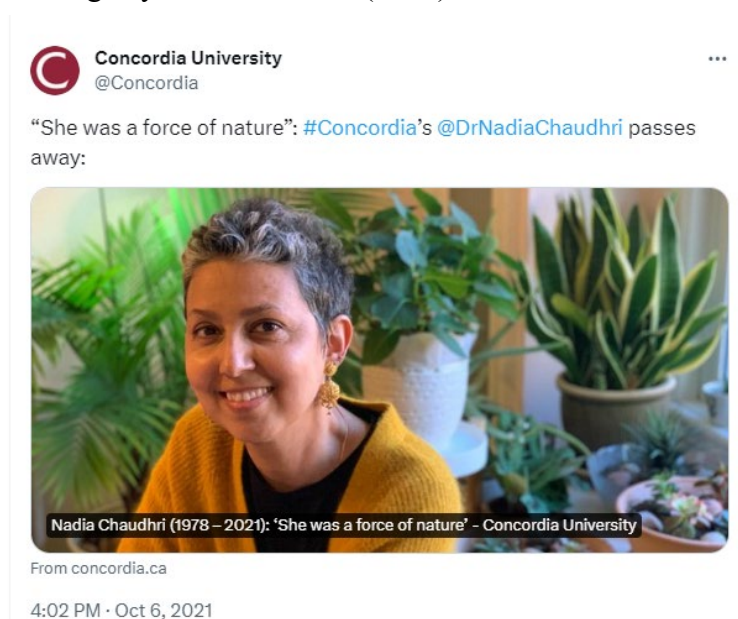 Concordia University
@Concordia
“She was a force of nature”: #Concordia’s @DrNadiaChaudhri passes
away:
Nadia Chaudhri (1978 – 2021): ‘She was a force of nature’ - Concordia University
From concordia.ca
4:02 PM · Oct 6, 2021